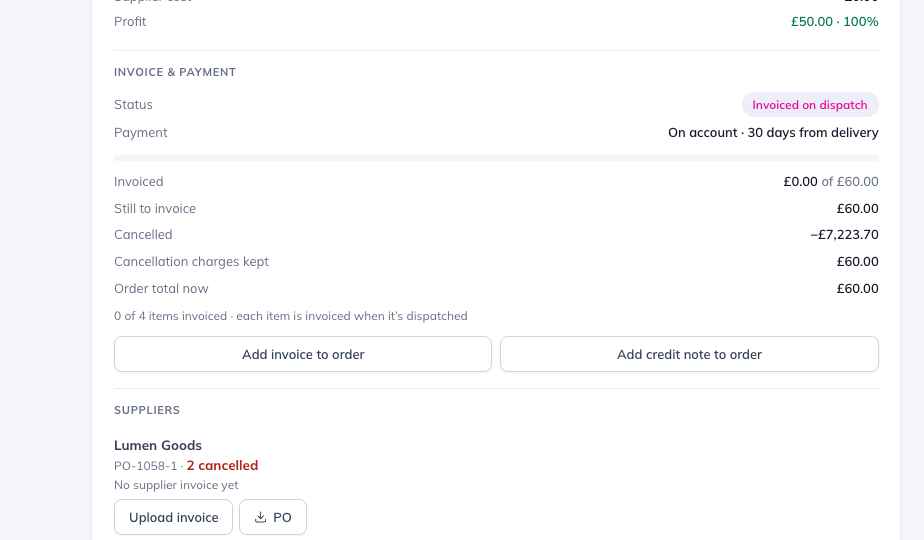 Profit
£50.00 · 100%
INVOICE & PAYMENT
Status
Invoiced on dispatch
Payment
On account · 30 days from delivery
Invoiced
£0.00 of £60.00
Still to invoice
£60.00
Cancelled
−£7,223.70
Cancellation charges kept
£60.00
Order total now
£60.00
0 of 4 items invoiced · each item is invoiced when it's dispatched
Add invoice to order
Add credit note to order
SUPPLIERS
Lumen Goods
PO-1058-1 · 2 cancelled
No supplier invoice yet
Upload invoice
PO